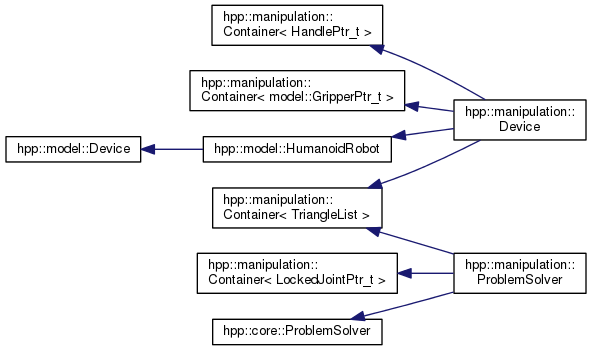 hpp::manipulation::
Container< HandlePtr_t >
hpp::manipulation::
Container< model::GripperPtr_t >
hpp::manipulation::
Device
hpp::model::Device
hpp::model::HumanoidRobot
hpp::manipulation::
Container< TriangleList >
hpp::manipulation::
Container< LockedJointPtr_t >
hpp::manipulation::
ProblemSolver
hpp::core::ProblemSolver